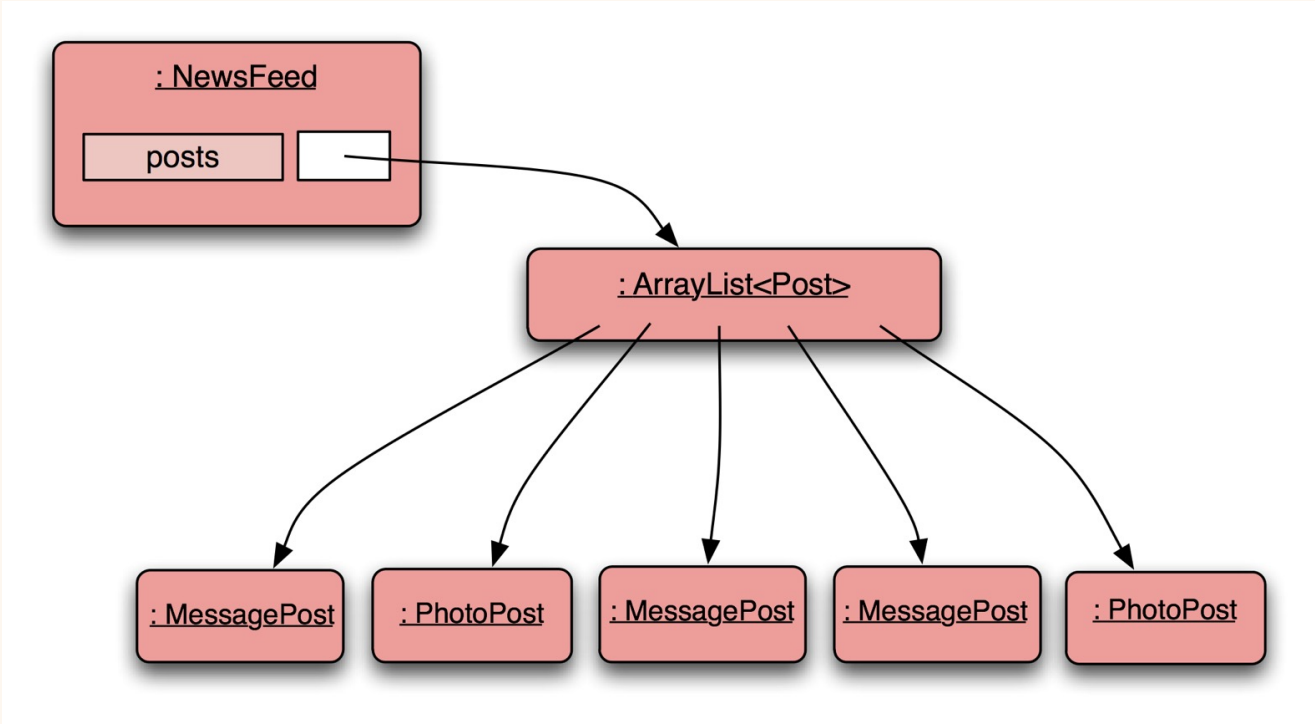 : NewsFeed
posts
: ArrayList<Post>
: MessagePost
: PhotoPost
: MessagePost
: MessagePost
: PhotoPost